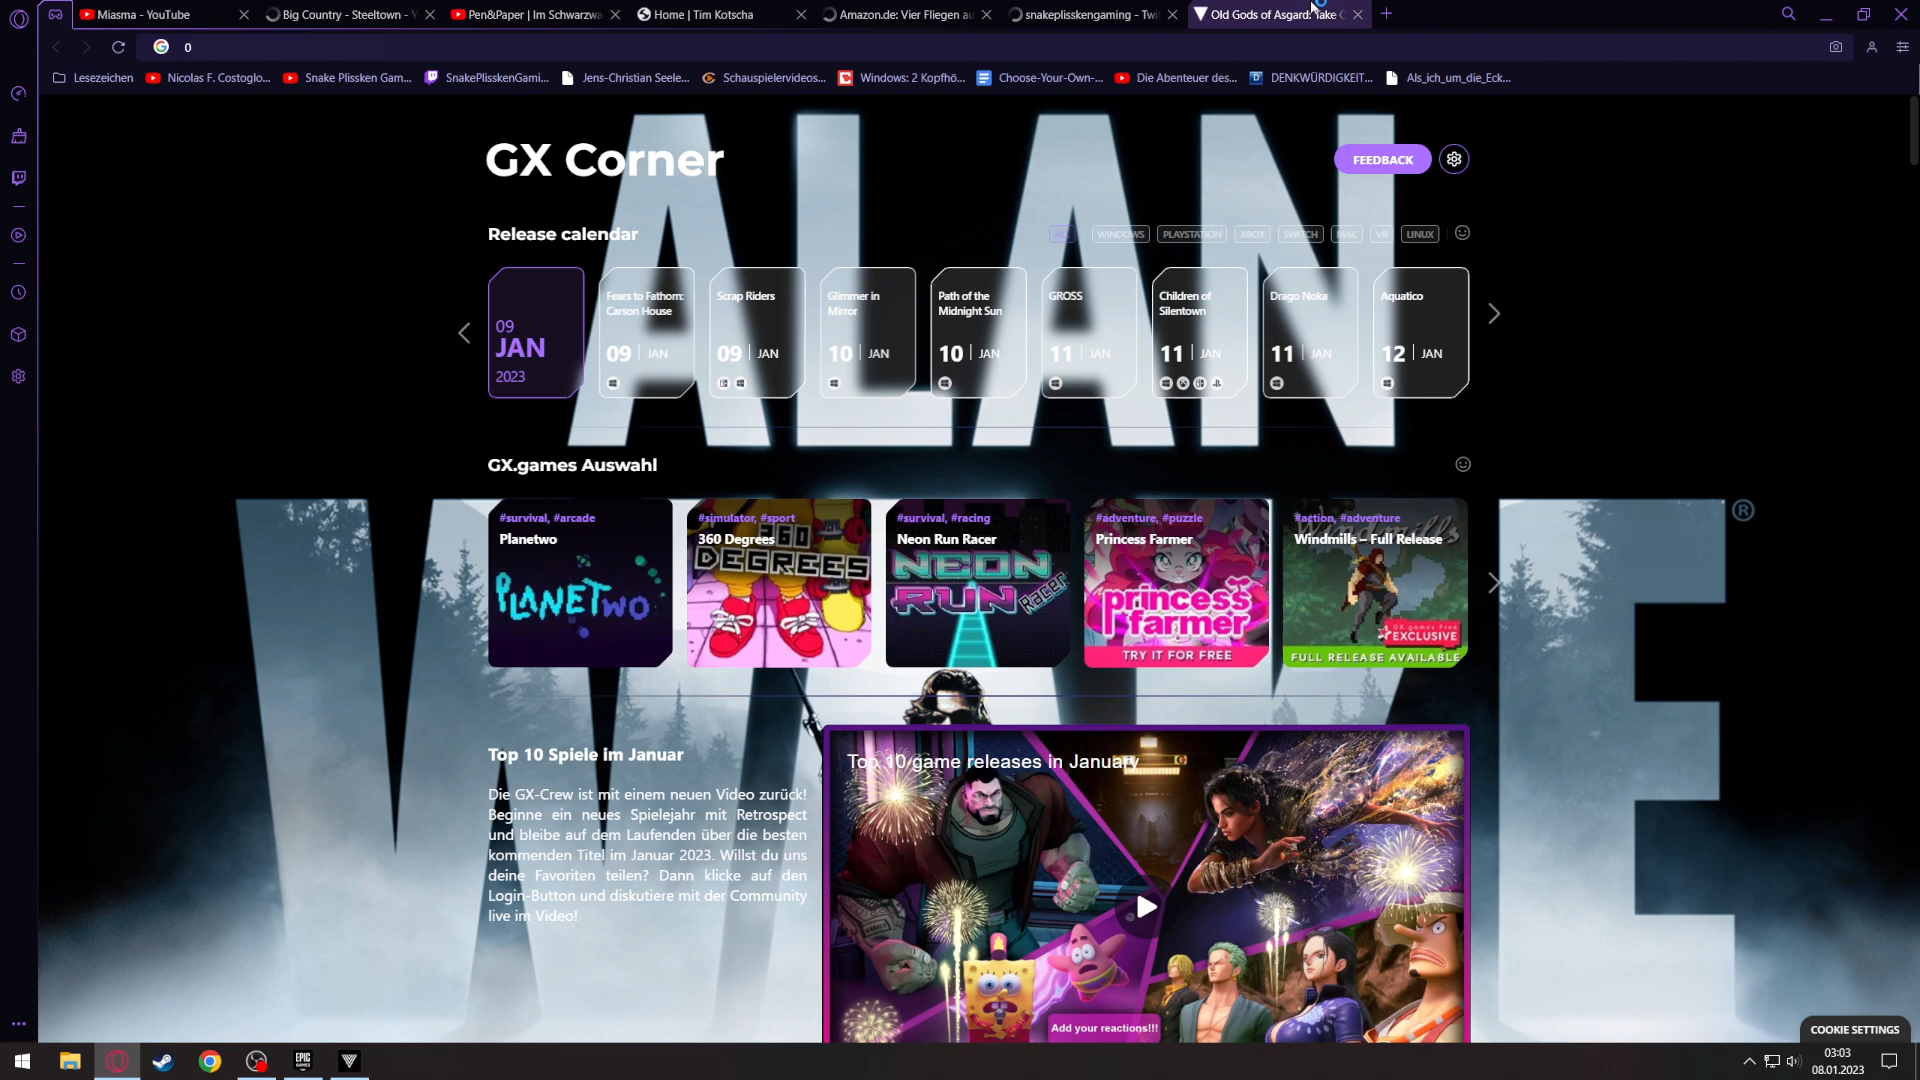 Miasma - YouTube
Big Country - Steeltown - Y
Pen&Paper | Im Schwarzwa
Home | Tim Kotscha
Amazon.de: Vier Fliegen au
snakeplisskengaming - Twi
Old Gods of Asgard: Take C
0
Lesezeichen
Nicolas F. Costoglo...
Snake Plissken Gam...
SnakePlisskenGami...
Jens-Christian Seele...
Schauspielervideos...
Windows: 2 Kopfhö...
Choose-Your-Own-...
Die Abenteuer des...
DENKWÜRDIGKEIT...
Als_ich_um_die_Eck...
ALAN
WAKE®
GX Corner
FEEDBACK
Release calendar
ALL
WINDOWS
PLAYSTATION
XBOX
SWITCH
MAC
VR
LINUX
09
JAN
2023
Fears to Fathom:
Carson House
09 | JAN
Scrap Riders
09 | JAN
Glimmer in
Mirror
10 | JAN
Path of the
Midnight Sun
10 | JAN
GROSS
11 | JAN
Children of
Silentown
11 | JAN
Drago Noka
11 | JAN
Aquatico
12 | JAN
GX.games Auswahl
#survival, #arcade
Planetwo
PLANETWO
#simulator, #sport
360 Degrees
360
DEGREES
#survival, #racing
Neon Run Racer
NEON
RUN Racer
#adventure, #puzzle
Princess Farmer
princess
farmer
TRY IT FOR FREE
#action, #adventure
Windmills – Full Release
Windmills
GX.games Free
EXCLUSIVE
FULL RELEASE AVAILABLE
Top 10 Spiele im Januar
Die GX-Crew ist mit einem neuen Video zurück!
Beginne ein neues Spielejahr mit Retrospect
und bleibe auf dem Laufenden über die besten
kommenden Titel im Januar 2023. Willst du uns
deine Favoriten teilen? Dann klicke auf den
Login-Button und diskutiere mit der Community
live im Video!
Top 10 game releases in January
Add your reactions!!!
COOKIE SETTINGS
EPIC
GAMES
03:03
08.01.2023